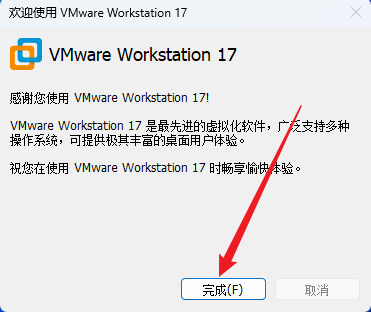 欢迎使用 VMware Workstation 17
VMware Workstation 17
感谢您使用 VMware Workstation 17!
VMware Workstation 17 是最先进的虚拟化软件，广泛支持多种
操作系统，可提供极其丰富的桌面用户体验。
祝您在使用 VMware Workstation 17 时畅享愉快体验。
完成(F)
取消